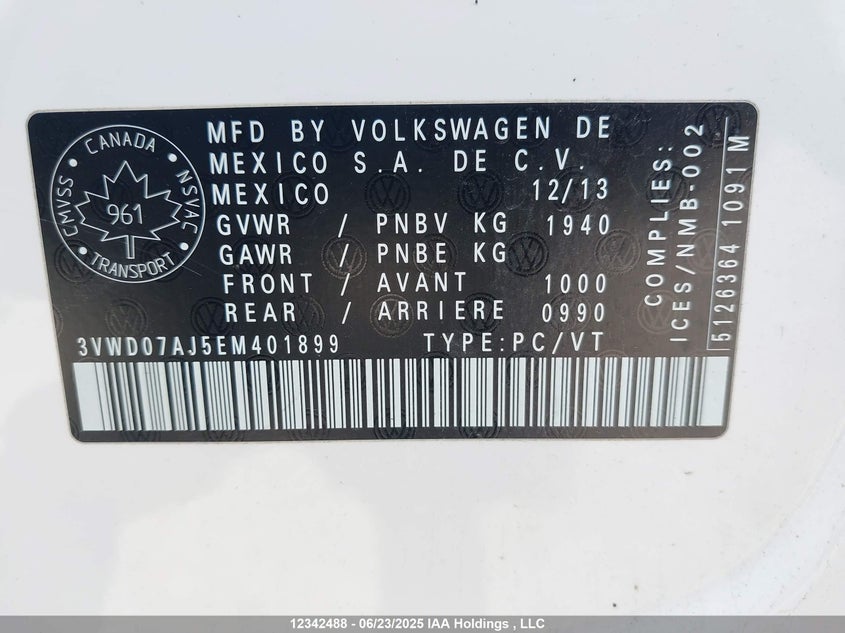 CANADA
CMVSS
NSVAC
961
TRANSPORT
MFD BY VOLKSWAGEN DE
MEXICO S.A. DE C.V.
MEXICO 12/13
GVWR / PNBV KG 1940
GAWR / PNBE KG
FRONT / AVANT 1000
REAR / ARRIERE 0990
3VWD07AJ5EM401899 TYPE:PC/VT
COMPLIES:
ICES/NMB-002
5126364 1091 M
12342488 - 06/23/2025 IAA Holdings , LLC